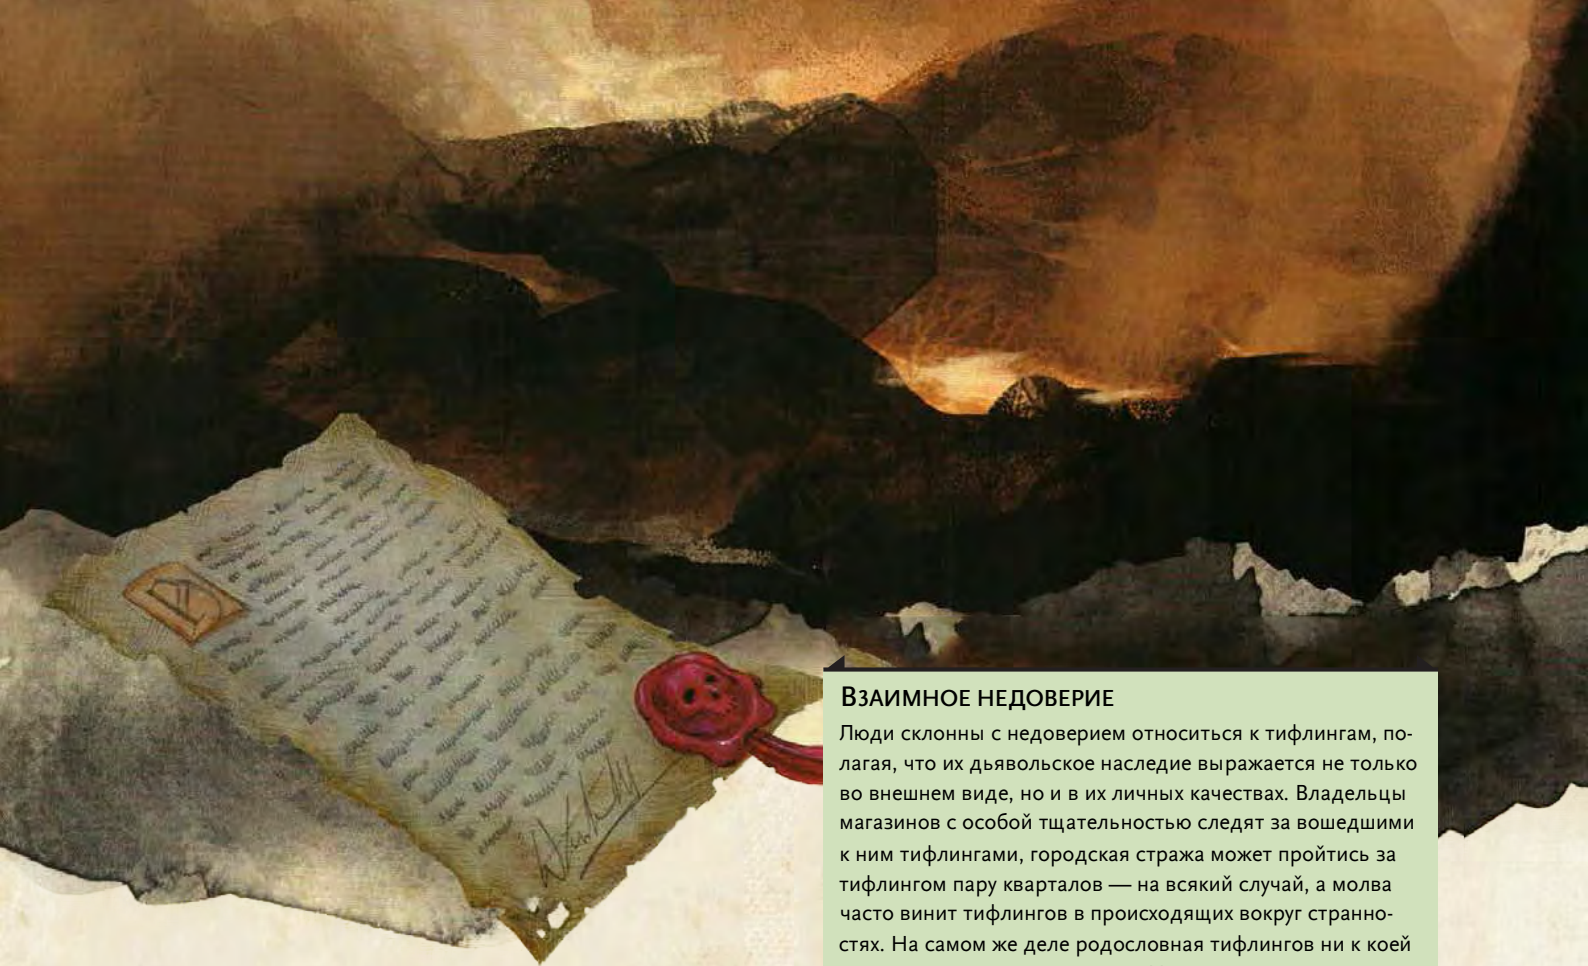 Взаимное недоверие
Люди склонны с недоверием относиться к тифлингам, по-
лагая, что их дьявольское наследие выражается не только
во внешнем виде, но и в их личных качествах. Владельцы
магазинов с особой тщательностью следят за вошедшими
к ним тифлингами, городская стража может пройтись за
тифлингом пару кварталов — на всякий случай, а молва
часто винит тифлингов в происходящих вокруг странно-
стях. На самом же деле родословная тифлингов ни к коей